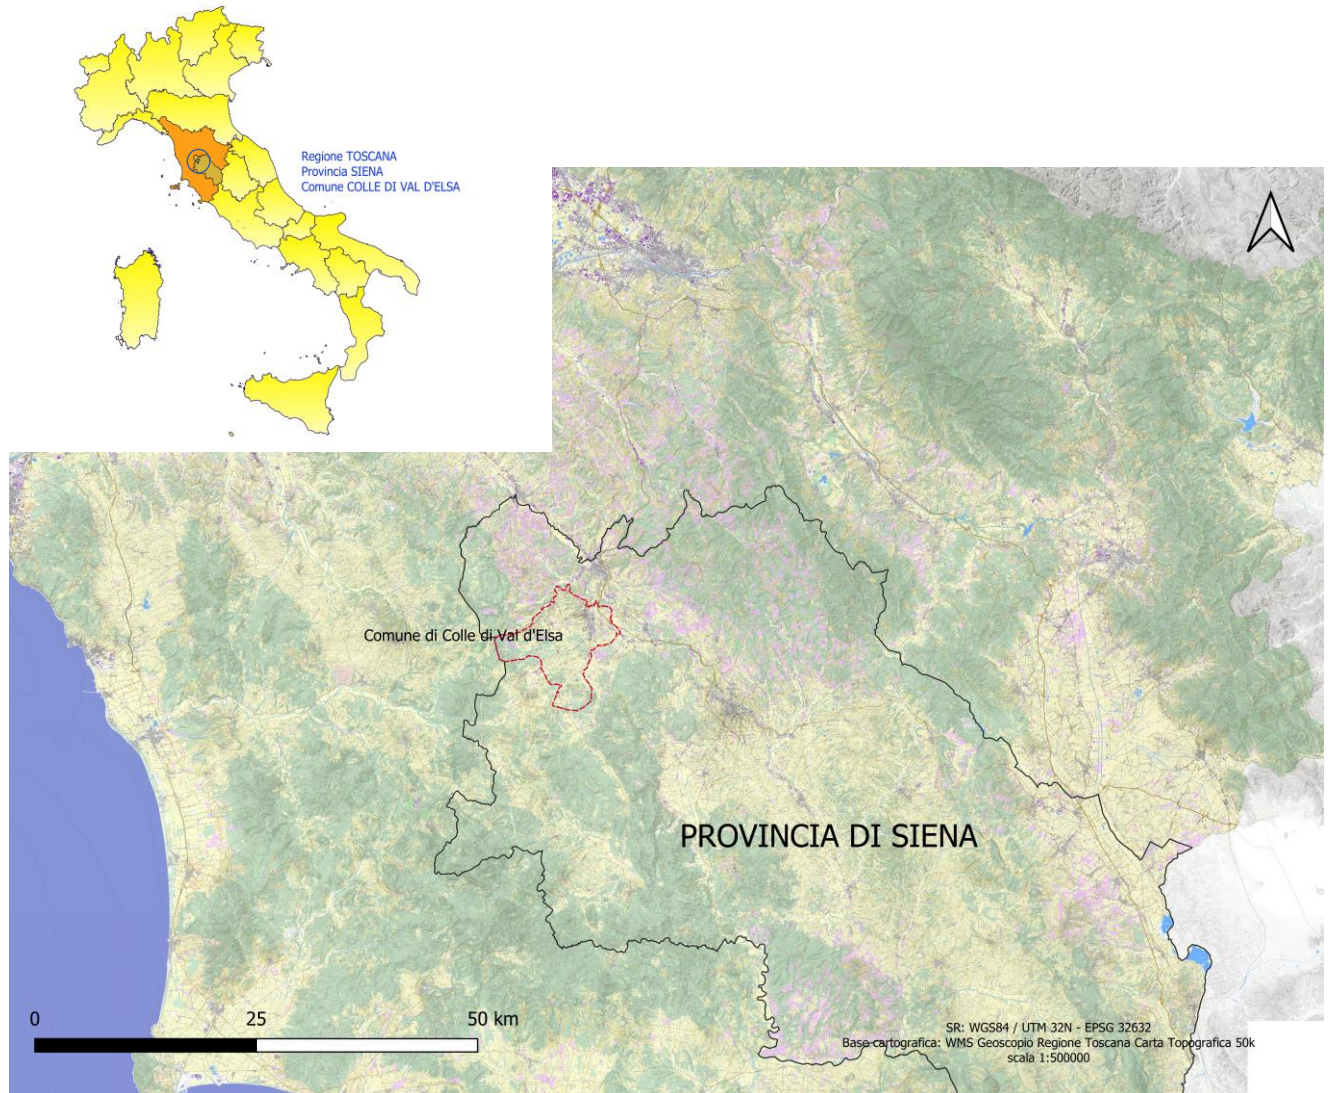 Regione TOSCANA
Provincia SIENA
Comune COLLE DI VAL D'ELSA
Comune di Colle di Val d'Elsa
PROVINCIA DI SIENA
0 25 50 km
SR: WGS84 / UTM 32N - EPSG 32632
Base cartografica: WMS Geoscopio Regione Toscana Carta Topografica 50k
scala 1:500000